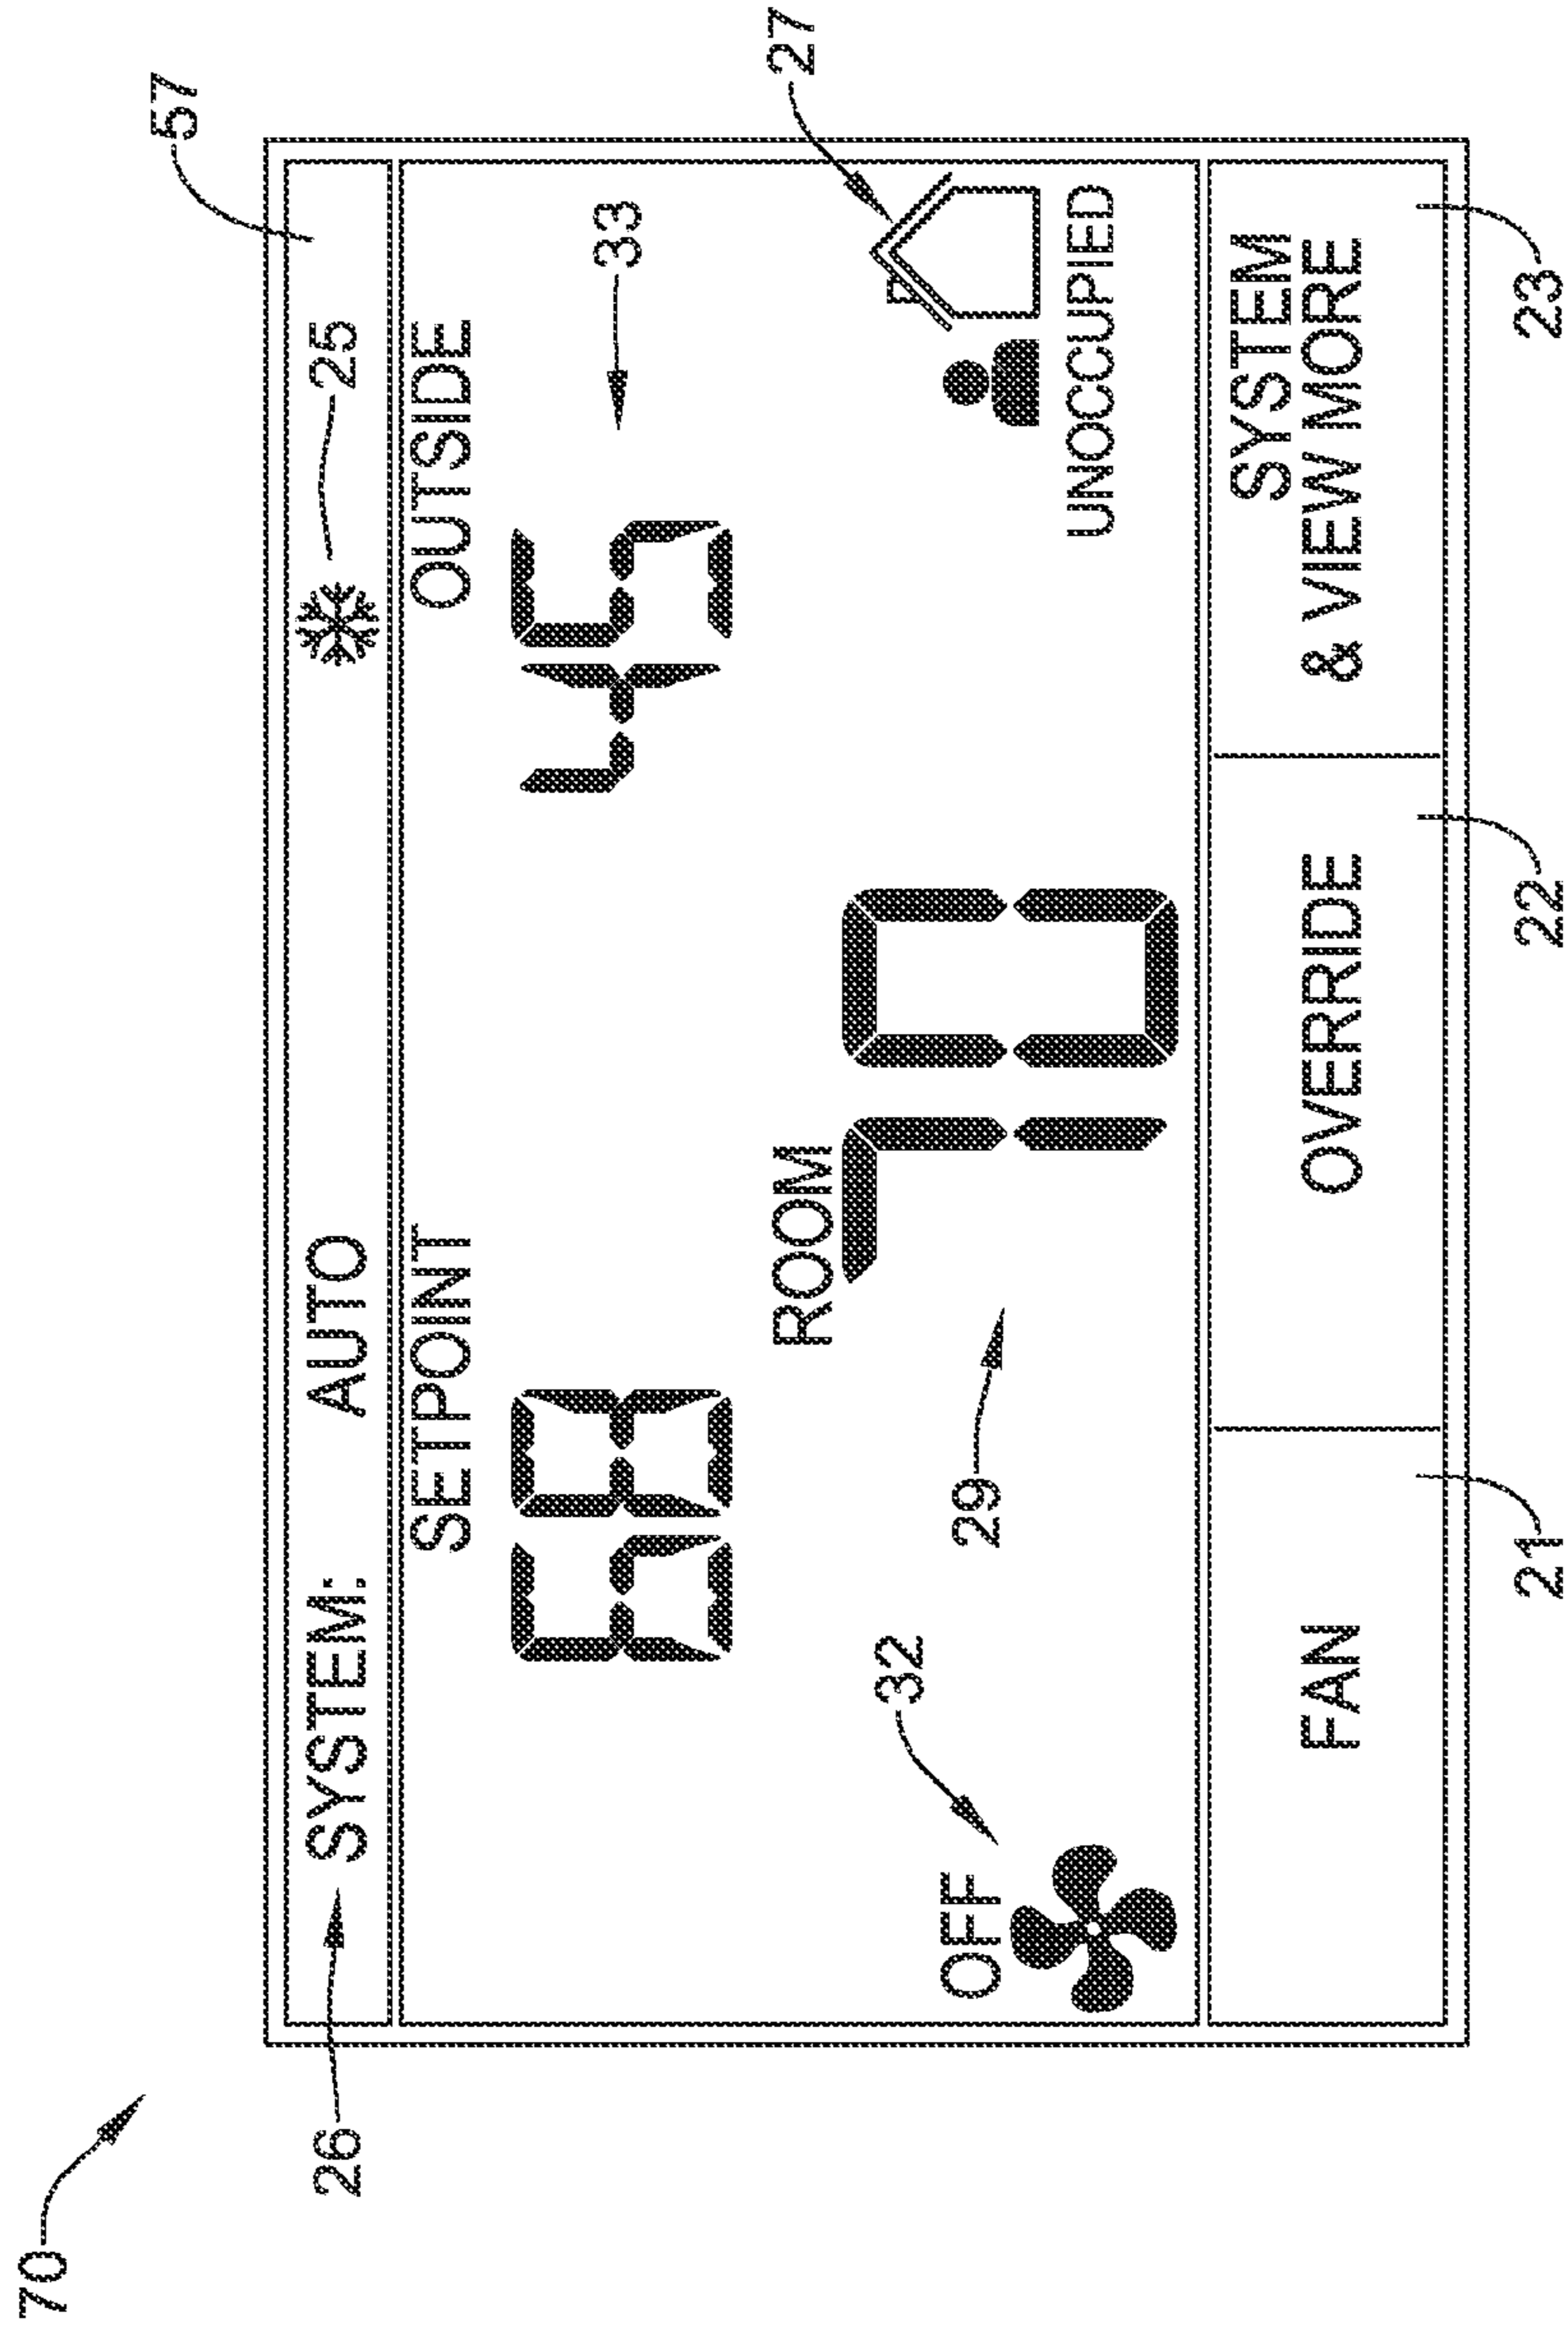 70
57
26 SYSTEM: AUTO 25
SETPOINT OUTSIDE
68 45 33
ROOM 27
70
32
OFF 29
UNOCCUPIED
SYSTEM
FAN OVERRIDE & VIEW MORE
21 22 23